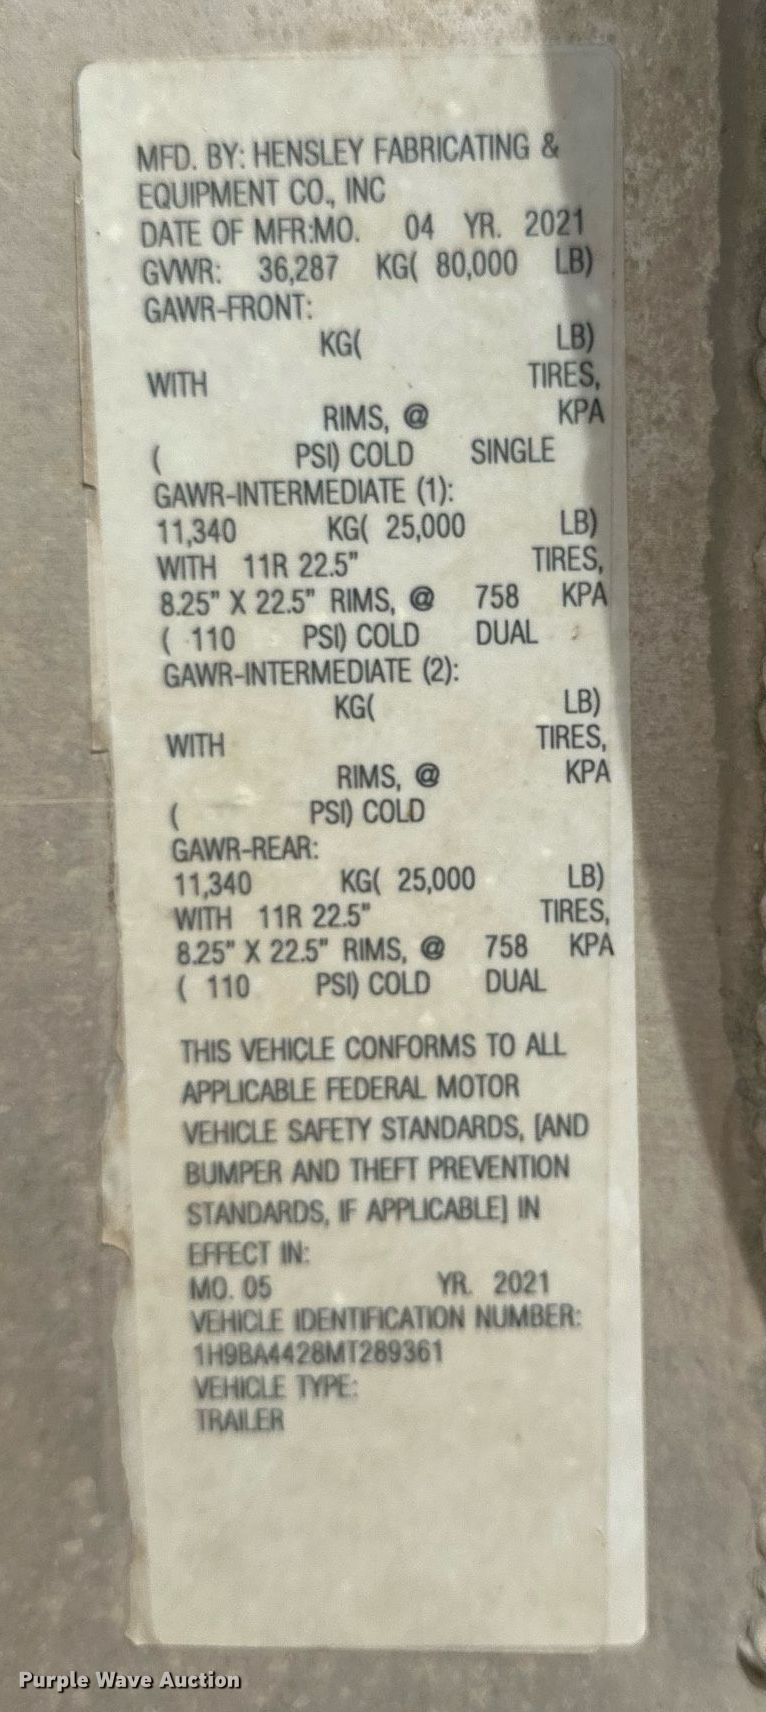 MFD. BY: HENSLEY FABRICATING &
EQUIPMENT CO., INC
DATE OF MFR:MO. 04 YR. 2021
GVWR: 36,287 KG( 80,000 LB)
GAWR-FRONT:
KG( LB)
WITH TIRES,
RIMS, @ KPA
( PSI) COLD SINGLE
GAWR-INTERMEDIATE (1):
11,340 KG( 25,000 LB)
WITH 11R 22.5" TIRES,
8.25" X 22.5" RIMS, @ 758 KPA
( 110 PSI) COLD DUAL
GAWR-INTERMEDIATE (2):
KG( LB)
WITH TIRES,
RIMS, @ KPA
( PSI) COLD
GAWR-REAR:
11,340 KG( 25,000 LB)
WITH 11R 22.5" TIRES,
8.25" X 22.5" RIMS, @ 758 KPA
( 110 PSI) COLD DUAL
THIS VEHICLE CONFORMS TO ALL
APPLICABLE FEDERAL MOTOR
VEHICLE SAFETY STANDARDS, [AND
BUMPER AND THEFT PREVENTION
STANDARDS, IF APPLICABLE] IN
EFFECT IN:
MO. 05 YR. 2021
VEHICLE IDENTIFICATION NUMBER:
1H9BA4428MT289361
VEHICLE TYPE:
TRAILER
Purple Wave Auction